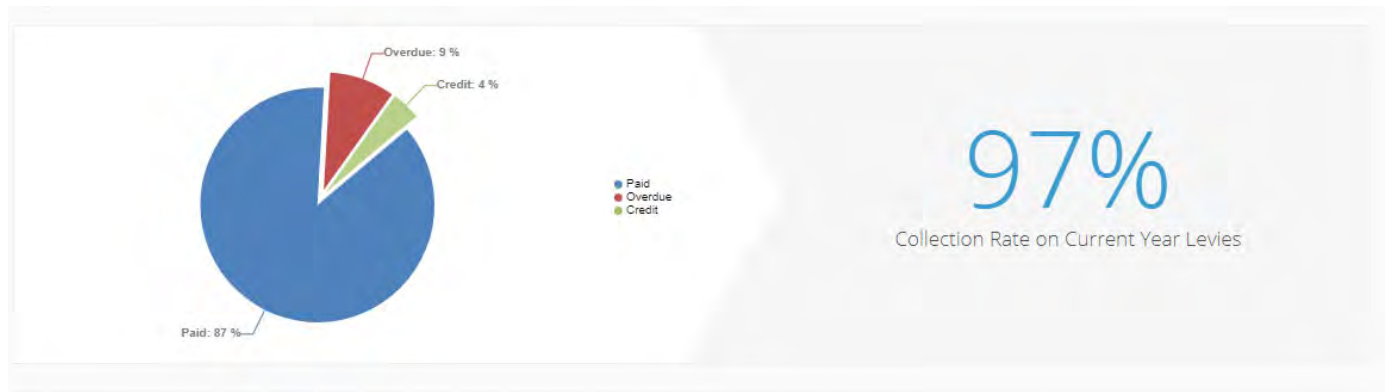 Overdue: 9 %
Credit: 4 %
Paid: 87 %
Paid
Overdue
Credit
97%
Collection Rate on Current Year Levies